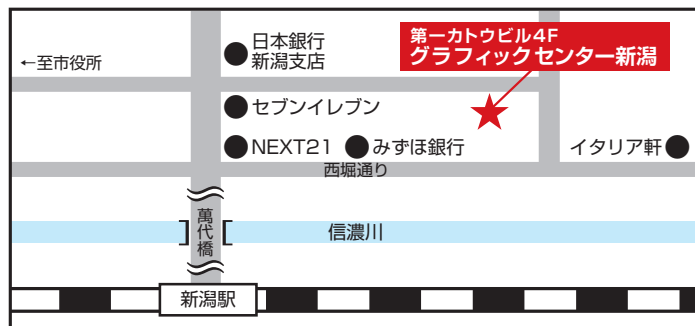 第一カトウビル4F
グラフィックセンター新潟
←至市役所
●日本銀行
新潟支店
●セブンイレブン
●NEXT21 ●みずほ銀行
イタリア軒●
西堀通り
萬代橋
信濃川
新潟駅